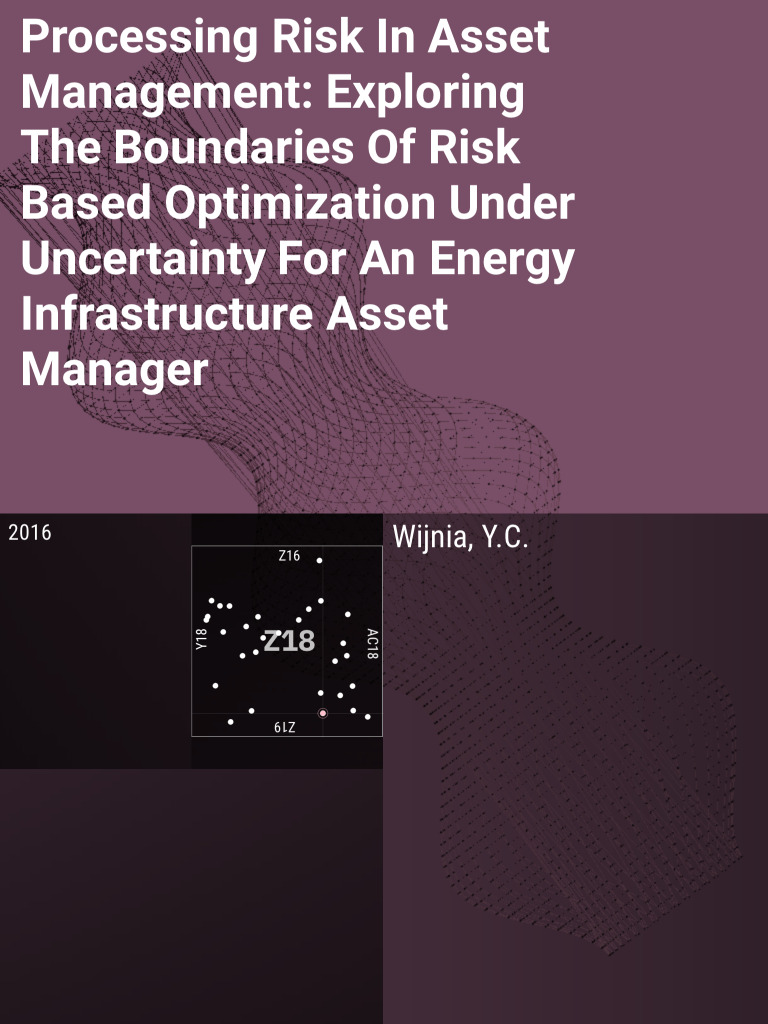 Processing Risk In Asset
Management: Exploring
The Boundaries Of Risk
Based Optimization Under
Uncertainty For An Energy
Infrastructure Asset
Manager
2016
Wijnia, Y.C.
Z16
Y18
Z18
AC18
Z19